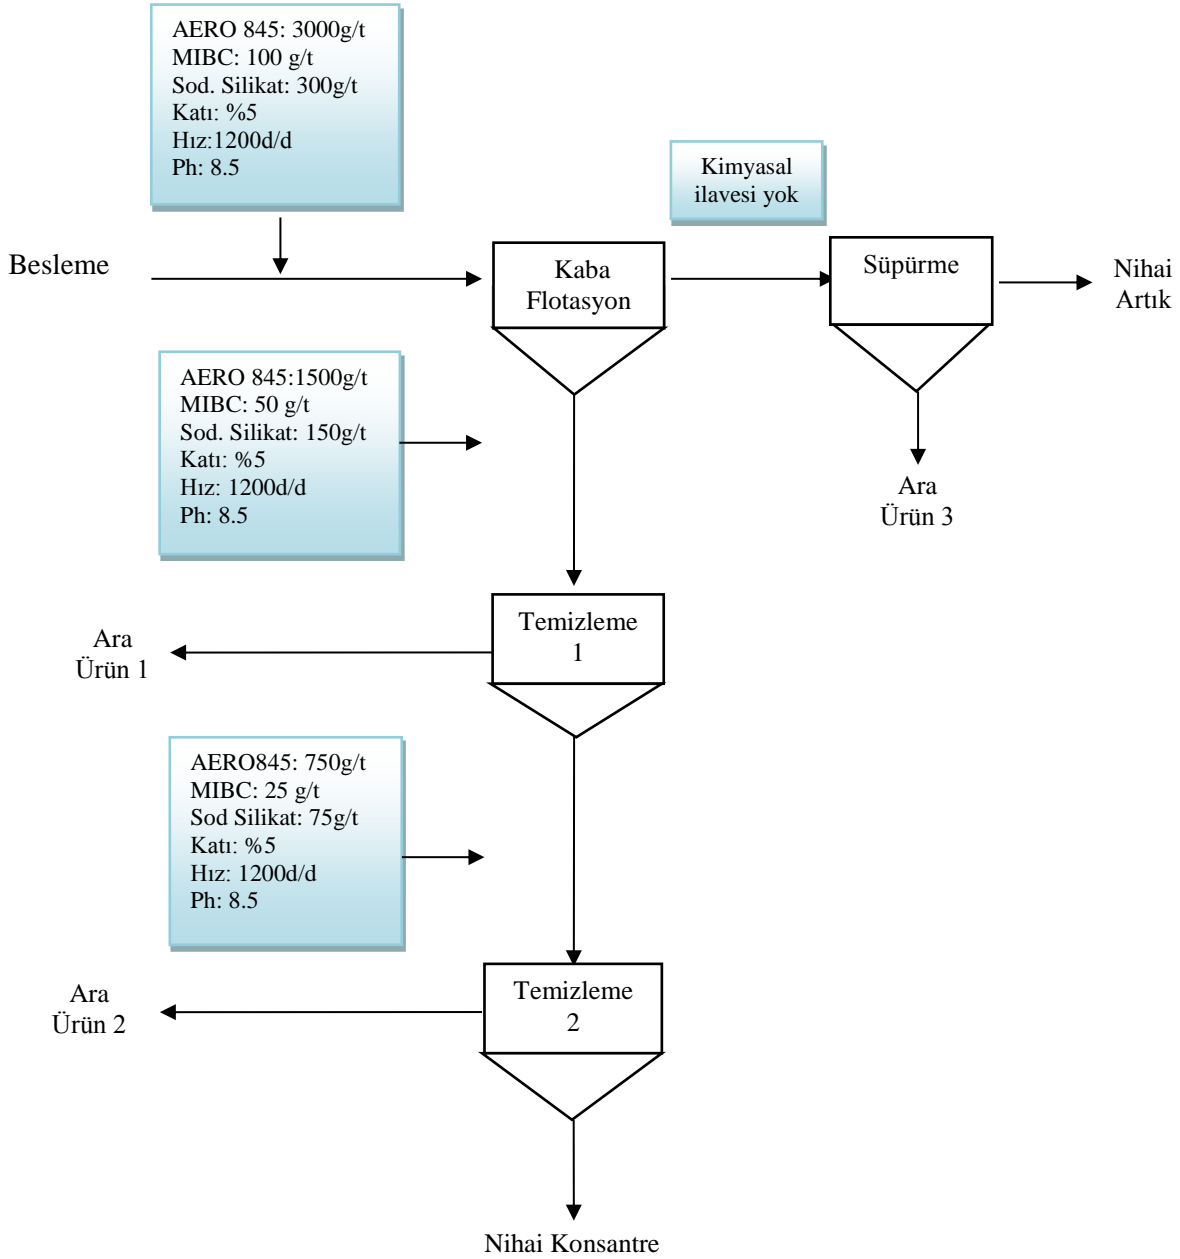 AERO 845: 3000g/t
MIBC: 100 g/t
Sod. Silikat: 300g/t
Katı: %5
Hız:1200d/d
Ph: 8.5
Kimyasal
ilavesi yok
Besleme
Kaba
Flotasyon
Süpürme
Nihai
Artık
AERO 845:1500g/t
MIBC: 50 g/t
Sod. Silikat: 150g/t
Katı: %5
Hız: 1200d/d
Ph: 8.5
Ara
Ürün 3
Temizleme
1
Ara
Ürün 1
AERO845: 750g/t
MIBC: 25 g/t
Sod Silikat: 75g/t
Katı: %5
Hız: 1200d/d
Ph: 8.5
Temizleme
2
Ara
Ürün 2
Nihai Konsantre